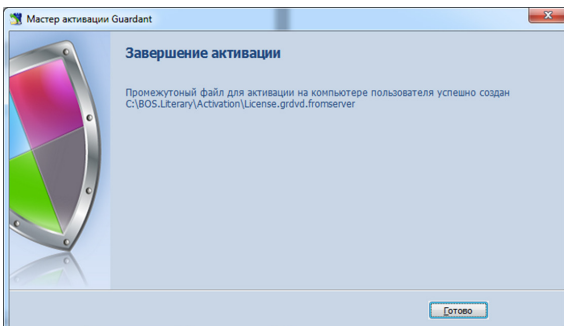 Мастер активации Guardant
Завершение активации
Промежутоный файл для активации на компьютере пользователя успешно создан
C:\BOS.Literary\Activation\License.grdvd.fromserver
Готово